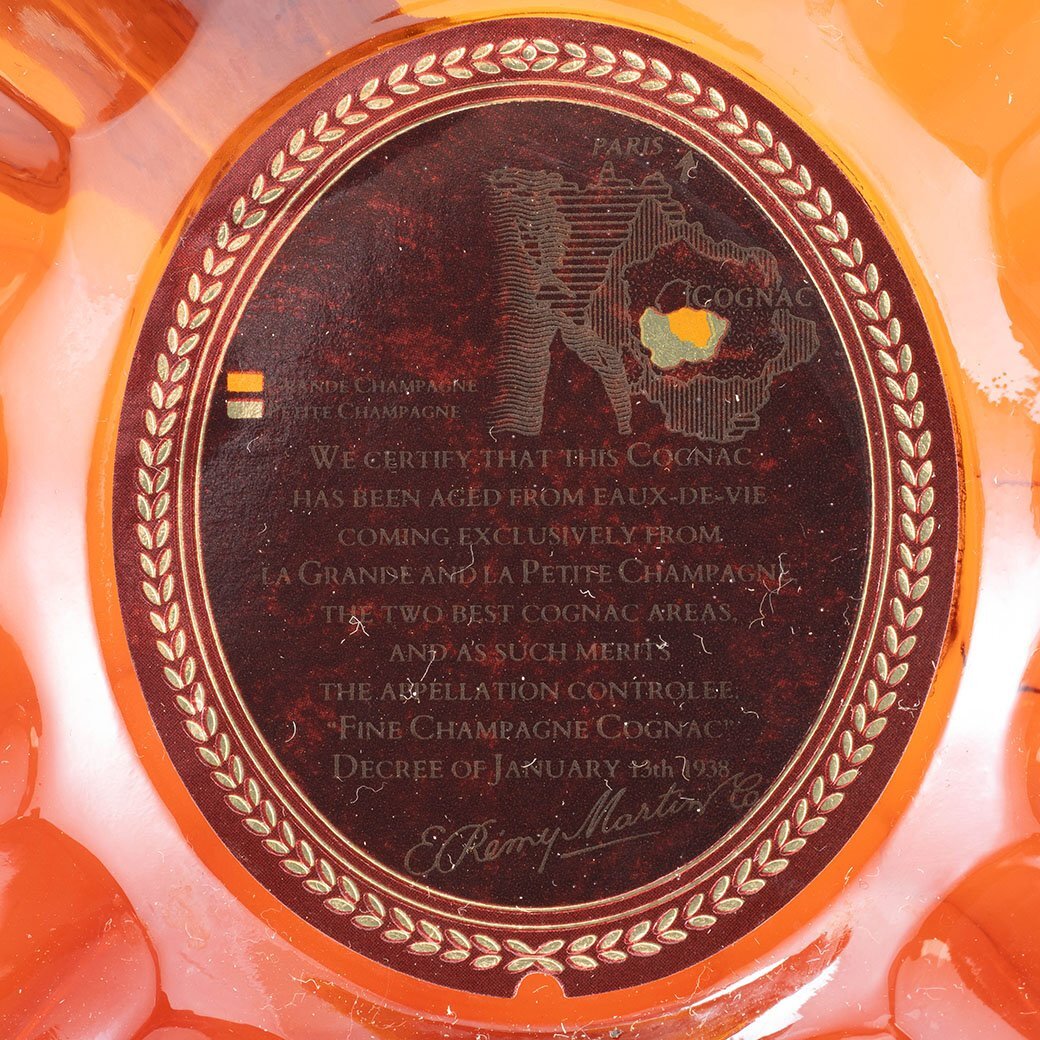 PARIS
COGNAC
GRANDE CHAMPAGNE
PETITE CHAMPAGNE
WE CERTIFY THAT THIS COGNAC
HAS BEEN AGED FROM EAUX-DE-VIE
COMING EXCLUSIVELY FROM
LA GRANDE AND LA PETITE CHAMPAGNE
THE TWO BEST COGNAC AREAS,
AND AS SUCH MERITS
THE APPELLATION CONTROLEE,
"FINE CHAMPAGNE COGNAC"
DECREE OF JANUARY 13th 1938
E. Rémy Martin & Co